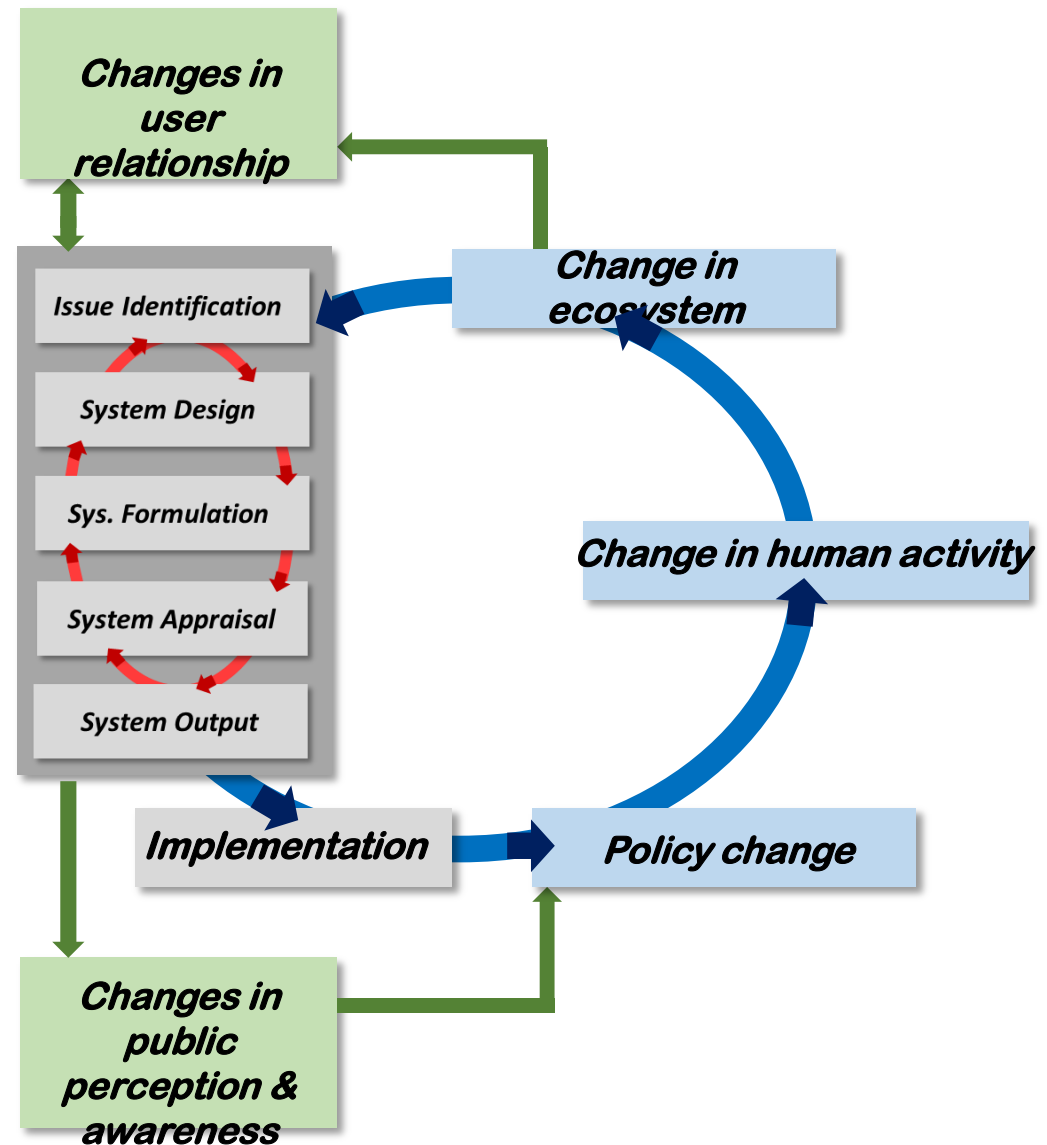 Changes in
user
relationship
Change in
ecosystem
Issue Identification
System Design
Sys. Formulation
Change in human activity
System Appraisal
System Output
Implementation
Policy change
Changes in
public
perception &
awareness